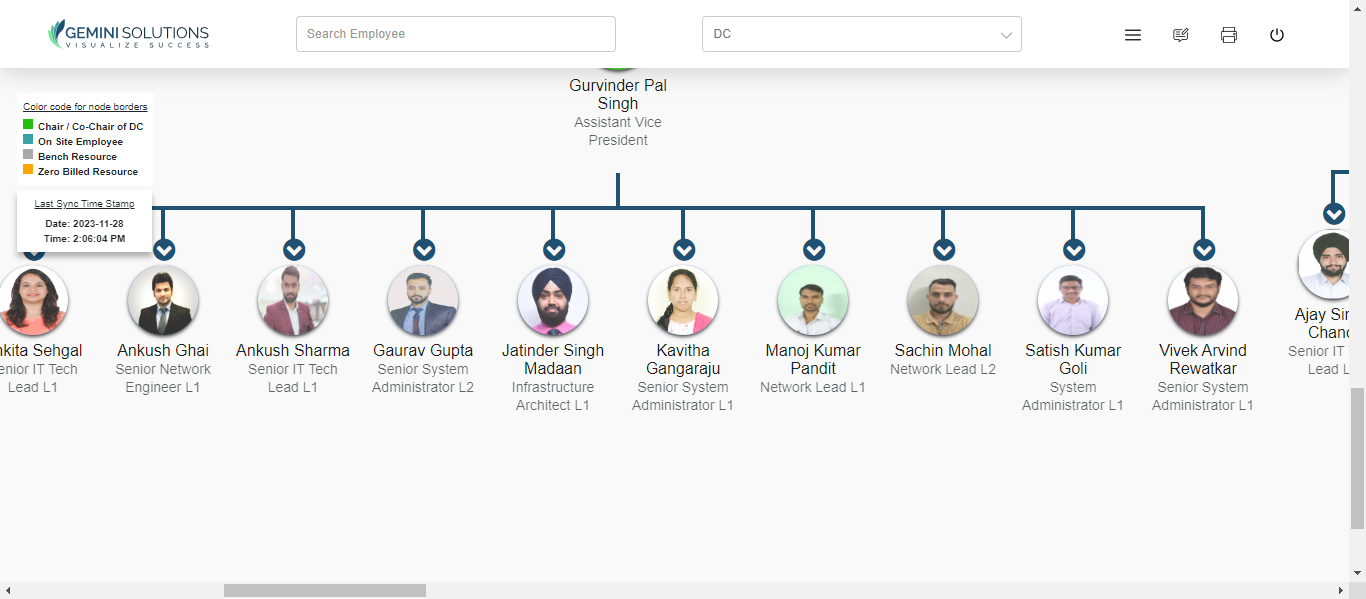 GEMINI SOLUTIONS
VISUALIZE SUCCESS
Search Employee
DC
Gurvinder Pal
Singh
Assistant Vice
President
Color code for node borders
Chair / Co-Chair of DC
On Site Employee
Bench Resource
Zero Billed Resource
Last Sync Time Stamp
Date: 2023-11-28
Time: 2:06:04 PM
nkita Sehgal
enior IT Tech
Lead L1
Ankush Ghai
Senior Network
Engineer L1
Ankush Sharma
Senior IT Tech
Lead L1
Gaurav Gupta
Senior System
Administrator L2
Jatinder Singh
Madaan
Infrastructure
Architect L1
Kavitha
Gangaraju
Senior System
Administrator L1
Manoj Kumar
Pandit
Network Lead L1
Sachin Mohal
Network Lead L2
Satish Kumar
Goli
System
Administrator L1
Vivek Arvind
Rewatkar
Senior System
Administrator L1
Ajay
Senior IT
Lead